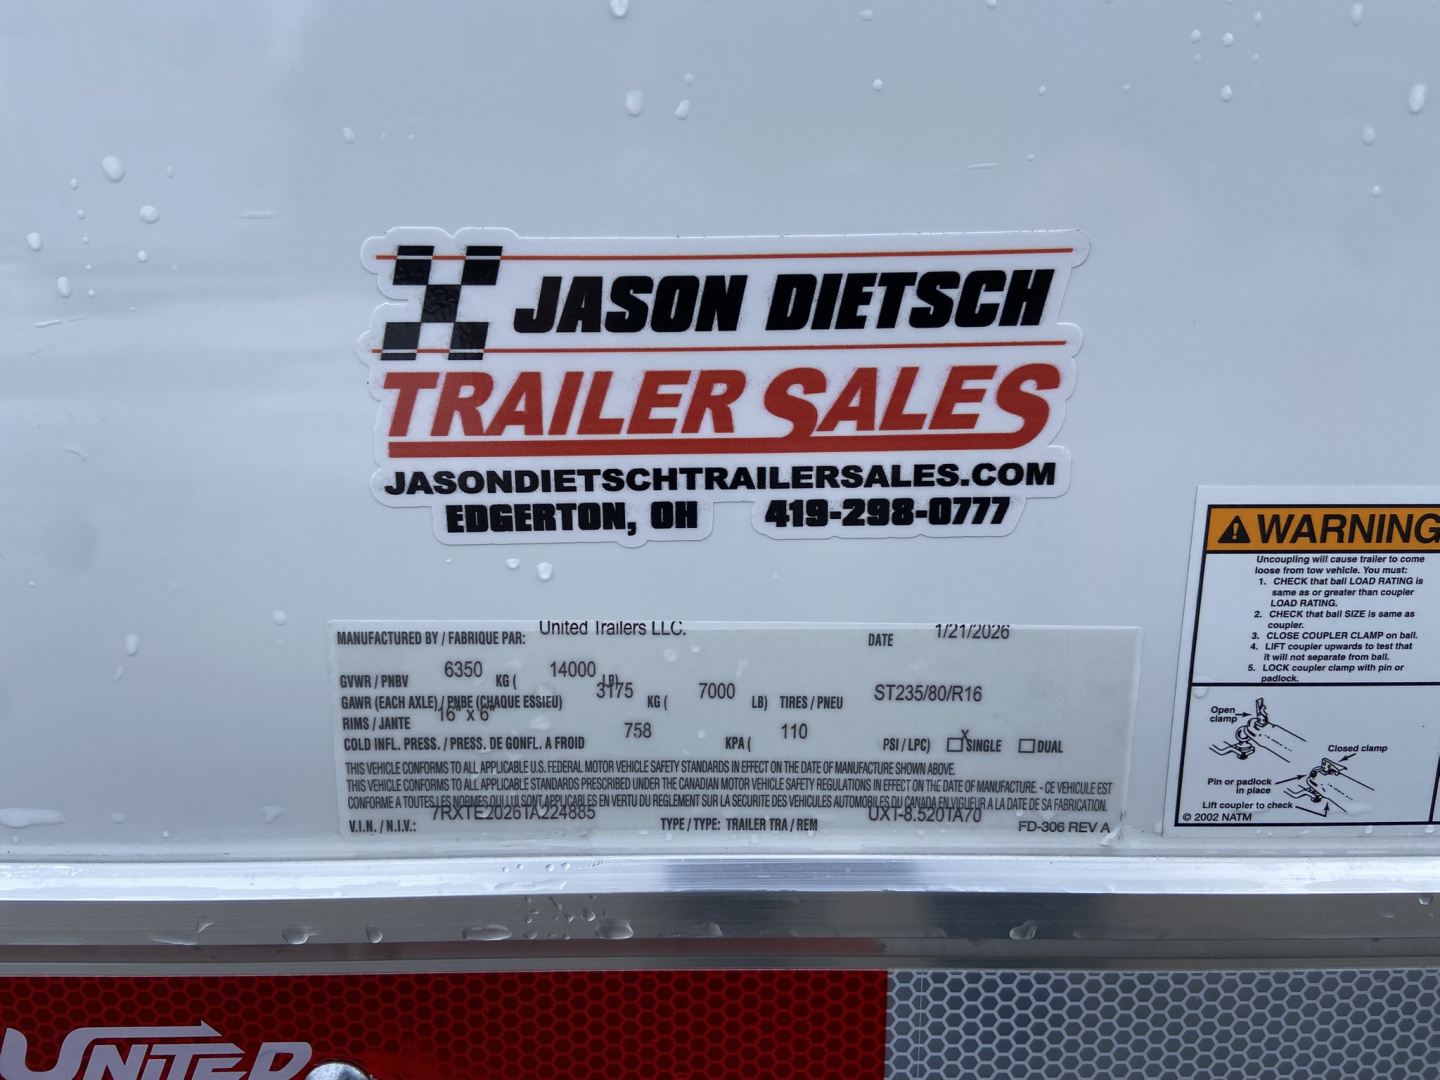 JASON DIETSCH
TRAILER SALES
JASONDIETSCHTRAILERSALES.COM
EDGERTON, OH 419-298-0777
MANUFACTURED BY / FABRIQUE PAR: United Trailers LLC. DATE 1/21/2026
GVWR / PNBV 6350 KG ( 14000 LB)
GAWR (EACH AXLE) / PNBE (CHAQUE ESSIEU) 3175 KG ( 7000 LB) TIRES / PNEU ST235/80/R16
RIMS / JANTE 16" x 6"
COLD INFL. PRESS. / PRESS. DE GONFL. A FROID 758 KPA ( 110 PSI / LPC) X SINGLE DUAL
THIS VEHICLE CONFORMS TO ALL APPLICABLE U.S. FEDERAL MOTOR VEHICLE SAFETY STANDARDS IN EFFECT ON THE DATE OF MANUFACTURE SHOWN ABOVE.
THIS VEHICLE CONFORMS TO ALL APPLICABLE STANDARDS PRESCRIBED UNDER THE CANADIAN MOTOR VEHICLE SAFETY REGULATIONS IN EFFECT ON THE DATE OF MANUFACTURE. - CE VEHICULE EST
CONFORME A TOUTES LES NORMES QUI LUI SONT APPLICABLES EN VERTU DU REGLEMENT SUR LA SECURITE DES VEHICULES AUTOMOBILES DU CANADA EN VIGUEUR A LA DATE DE SA FABRICATION.
V.I.N. / N.I.V.: 7RXTE2026TA224885 TYPE / TYPE: TRAILER TRA / REM UXT-8.520TA70 FD-306 REV A
WARNING
Uncoupling will cause trailer to come
loose from tow vehicle. You must:
1. CHECK that ball LOAD RATING is
same as or greater than coupler
LOAD RATING.
2. CHECK that ball SIZE is same as
coupler.
3. CLOSE COUPLER CLAMP on ball.
4. LIFT coupler upwards to test that
it will not separate from ball.
5. LOCK coupler clamp with pin or
padlock.
Open
clamp
Closed clamp
Pin or padlock
in place
Lift coupler to check
© 2002 NATM
UNITED